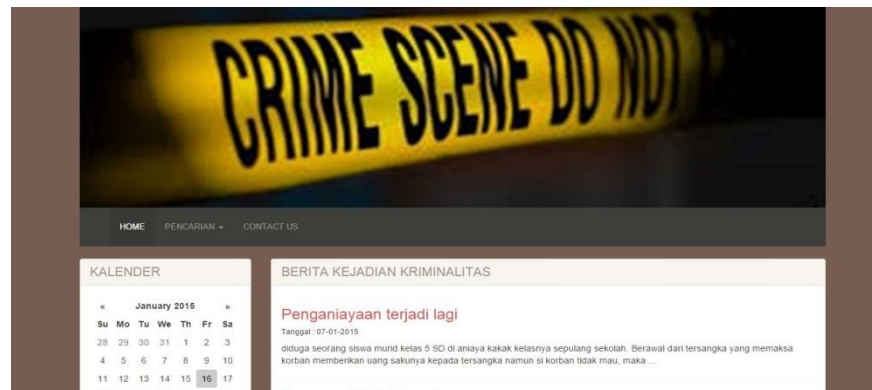 CRIME SCENE DO NOT
HOME PENCARIAN CONTACT US
KALENDER
« January 2015 »
Su Mo Tu We Th Fr Sa
28 29 30 31 1 2 3
4 5 6 7 8 9 10
11 12 13 14 15 16 17
BERITA KEJADIAN KRIMINALITAS
Penganiayaan terjadi lagi
Tanggal : 07-01-2015
diduga seorang siswa murid kelas 5 SD di aniaya kakak kelasnya sepulang sekolah. Berawal dari tersangka yang memaksa
korban memberikan uang sakunya kepada tersangka namun si korban tidak mau, maka ...